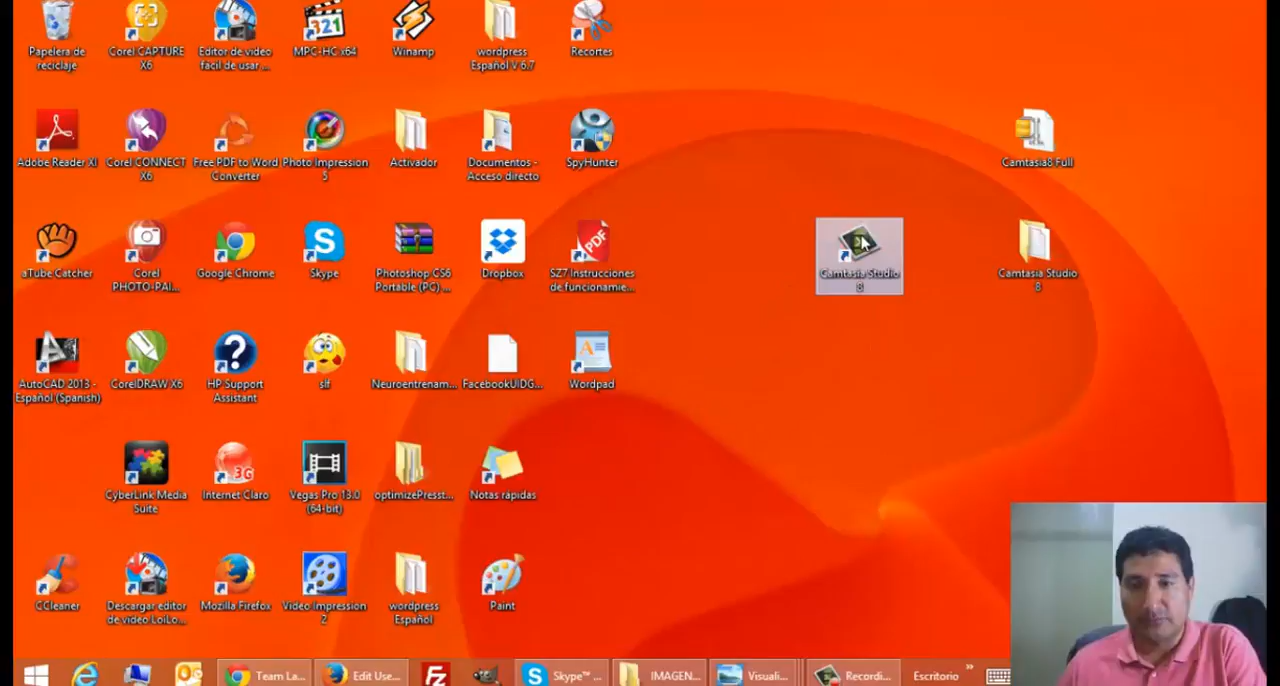 Papelera de
reciclaje
Corel CAPTURE
X6
Editor de video
fácil de usar ...
321
MPC-HC x64
Winamp
wordpress
Español V 6.7
Recortes
Adobe Reader XI
Corel CONNECT
X6
Free PDF to Word
Converter
Photo Impression
5
Activador
Documentos -
Acceso directo
SpyHunter
Camtasia8 Full
aTube Catcher
Corel
PHOTO-PAI...
Google Chrome
Skype
Photoshop CS6
Portable (PC) ...
Dropbox
PDF
SZ7 Instrucciones
de funcionamie...
Camtasia Studio
8
Camtasia Studio
8
AutoCAD 2013 -
Español (Spanish)
CorelDRAW X6
HP Support
Assistant
slf
Neuroentrenam...
FacebookUIDG...
Wordpad
CyberLink Media
Suite
3G
Internet Claro
Vegas Pro 13.0
(64-bit)
optimizePresst...
Notas rápidas
CCleaner
Descargar editor
de video LoiLo...
Mozilla Firefox
Video Impression
2
wordpress
Español
Paint
Team La...
Edit Use...
FZ
Skype™ ...
IMAGEN...
Visuali...
Recordi...
Escritorio